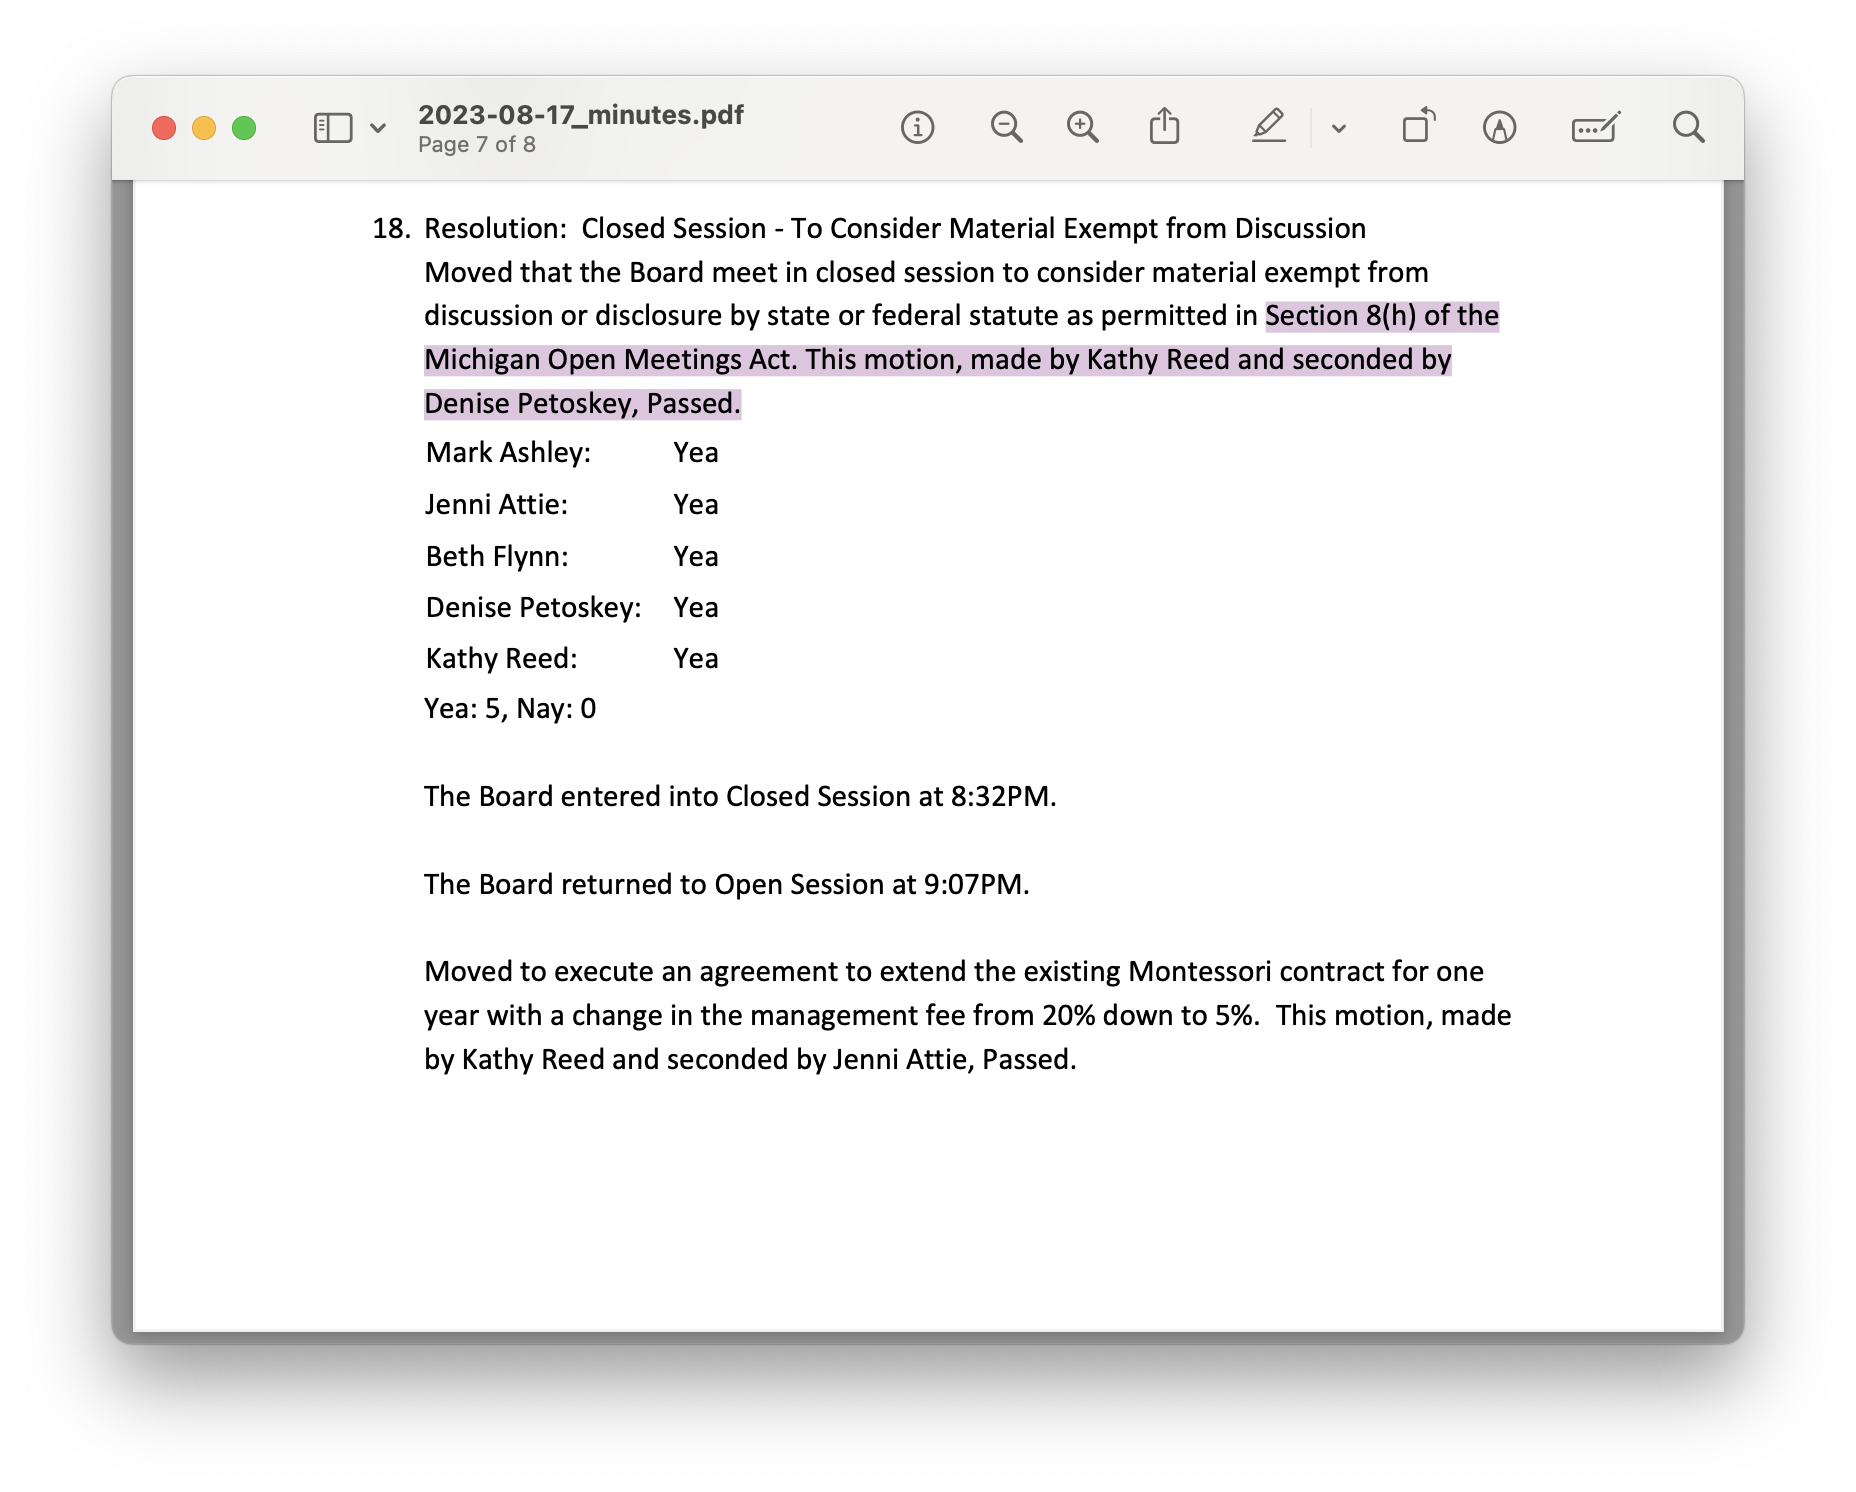 2023-08-17_minutes.pdf
Page 7 of 8
18. Resolution:  Closed Session - To Consider Material Exempt from Discussion
Moved that the Board meet in closed session to consider material exempt from
discussion or disclosure by state or federal statute as permitted in Section 8(h) of the
Michigan Open Meetings Act. This motion, made by Kathy Reed and seconded by
Denise Petoskey, Passed.
Mark Ashley: Yea
Jenni Attie: Yea
Beth Flynn: Yea
Denise Petoskey: Yea
Kathy Reed: Yea
Yea: 5, Nay: 0
The Board entered into Closed Session at 8:32PM.
The Board returned to Open Session at 9:07PM.
Moved to execute an agreement to extend the existing Montessori contract for one
year with a change in the management fee from 20% down to 5%.  This motion, made
by Kathy Reed and seconded by Jenni Attie, Passed.